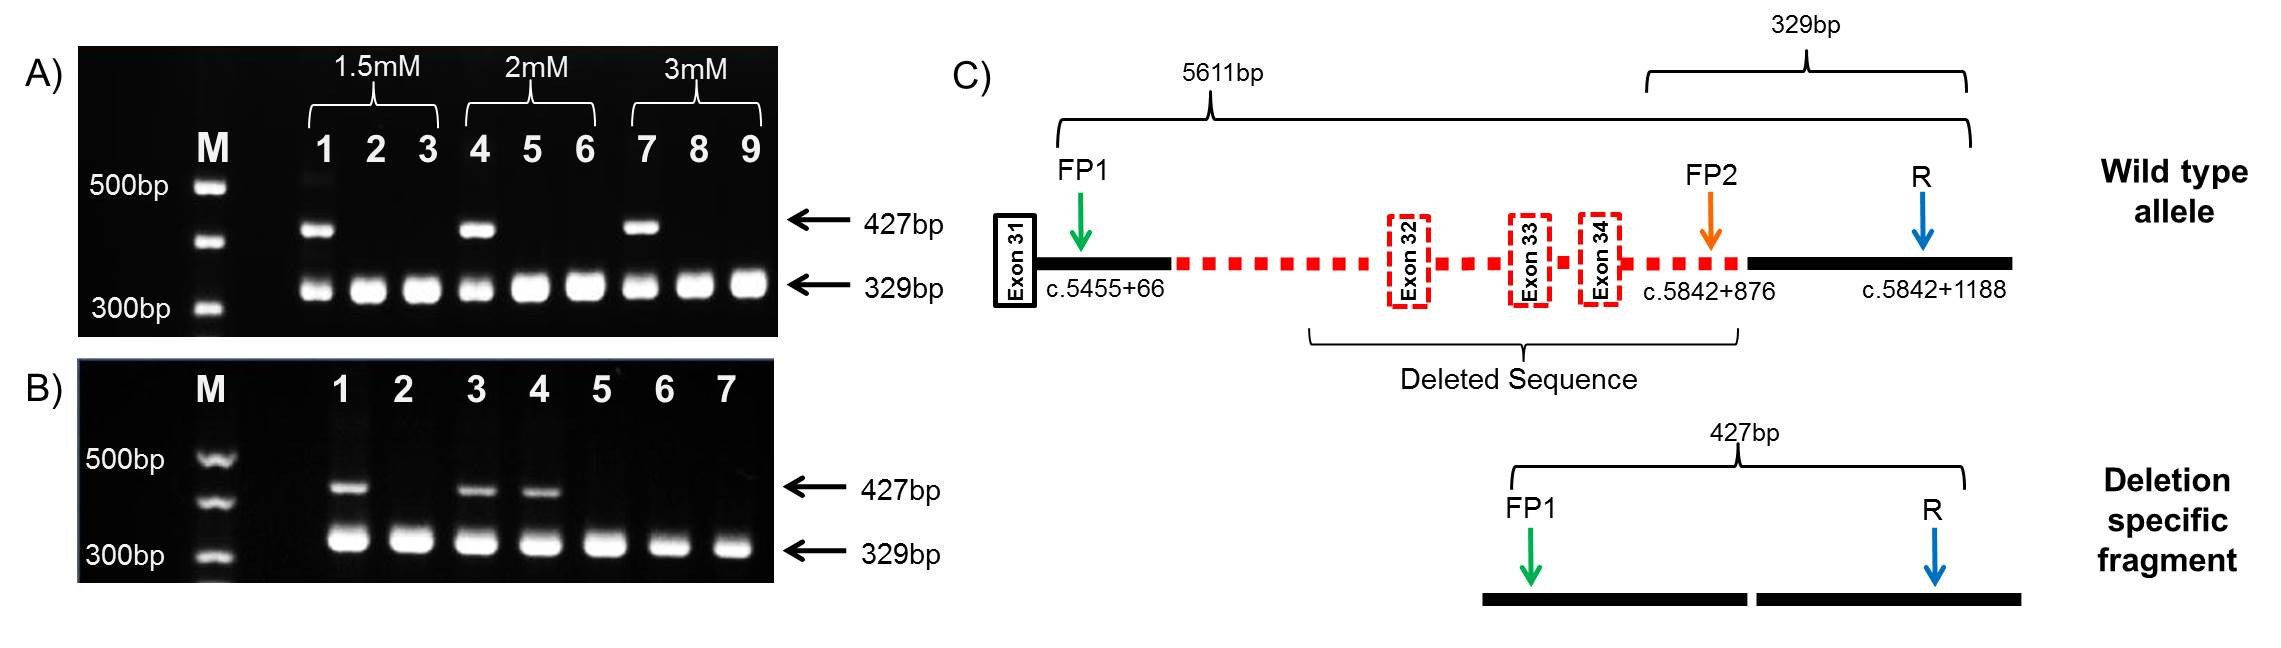 A)
1.5mM 2mM 3mM
M 1 2 3 4 5 6 7 8 9
500bp
300bp
427bp
329bp
B)
M 1 2 3 4 5 6 7
500bp
300bp
427bp
329bp
C)
329bp
5611bp
FP1 FP2 R
Exon 31
Exon 32
Exon 33
Exon 34
c.5455+66 c.5842+876 c.5842+1188
Deleted Sequence
Wild type
allele
427bp
FP1 R
Deletion
specific
fragment